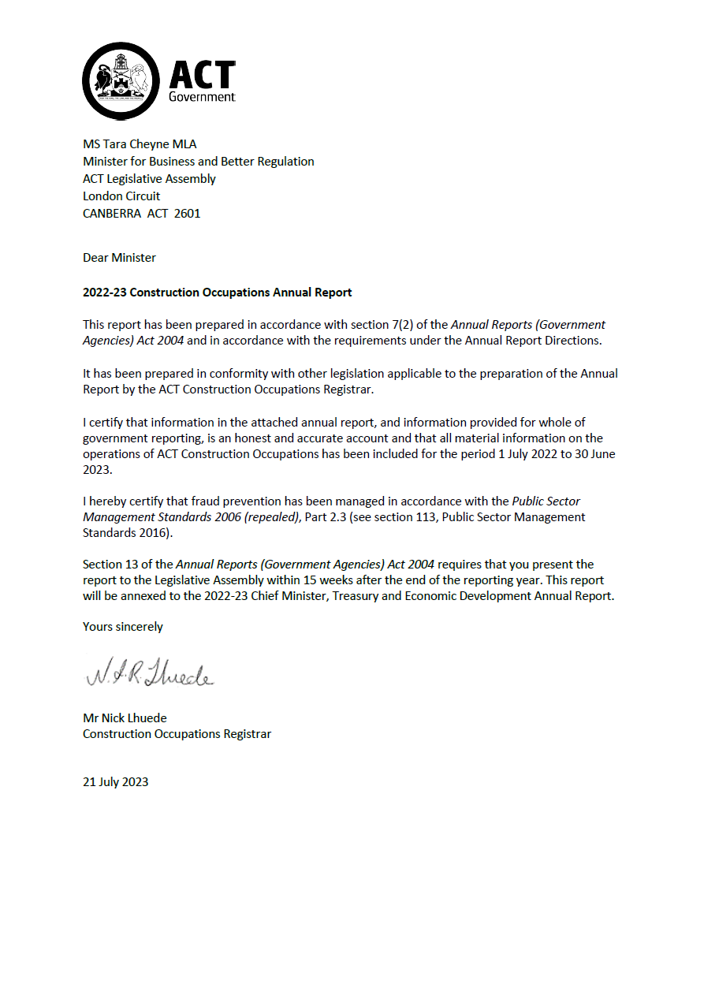 ACT
Government
MS Tara Cheyne MLA
Minister for Business and Better Regulation
ACT Legislative Assembly
London Circuit
CANBERRA  ACT  2601
Dear Minister
2022-23 Construction Occupations Annual Report
This report has been prepared in accordance with section 7(2) of the Annual Reports (Government
Agencies) Act 2004 and in accordance with the requirements under the Annual Report Directions.
It has been prepared in conformity with other legislation applicable to the preparation of the Annual
Report by the ACT Construction Occupations Registrar.
I certify that information in the attached annual report, and information provided for whole of
government reporting, is an honest and accurate account and that all material information on the
operations of ACT Construction Occupations has been included for the period 1 July 2022 to 30 June
2023.
I hereby certify that fraud prevention has been managed in accordance with the Public Sector
Management Standards 2006 (repealed), Part 2.3 (see section 113, Public Sector Management
Standards 2016).
Section 13 of the Annual Reports (Government Agencies) Act 2004 requires that you present the
report to the Legislative Assembly within 15 weeks after the end of the reporting year. This report
will be annexed to the 2022-23 Chief Minister, Treasury and Economic Development Annual Report.
Yours sincerely
N.I.R. Lhuede
Mr Nick Lhuede
Construction Occupations Registrar
21 July 2023